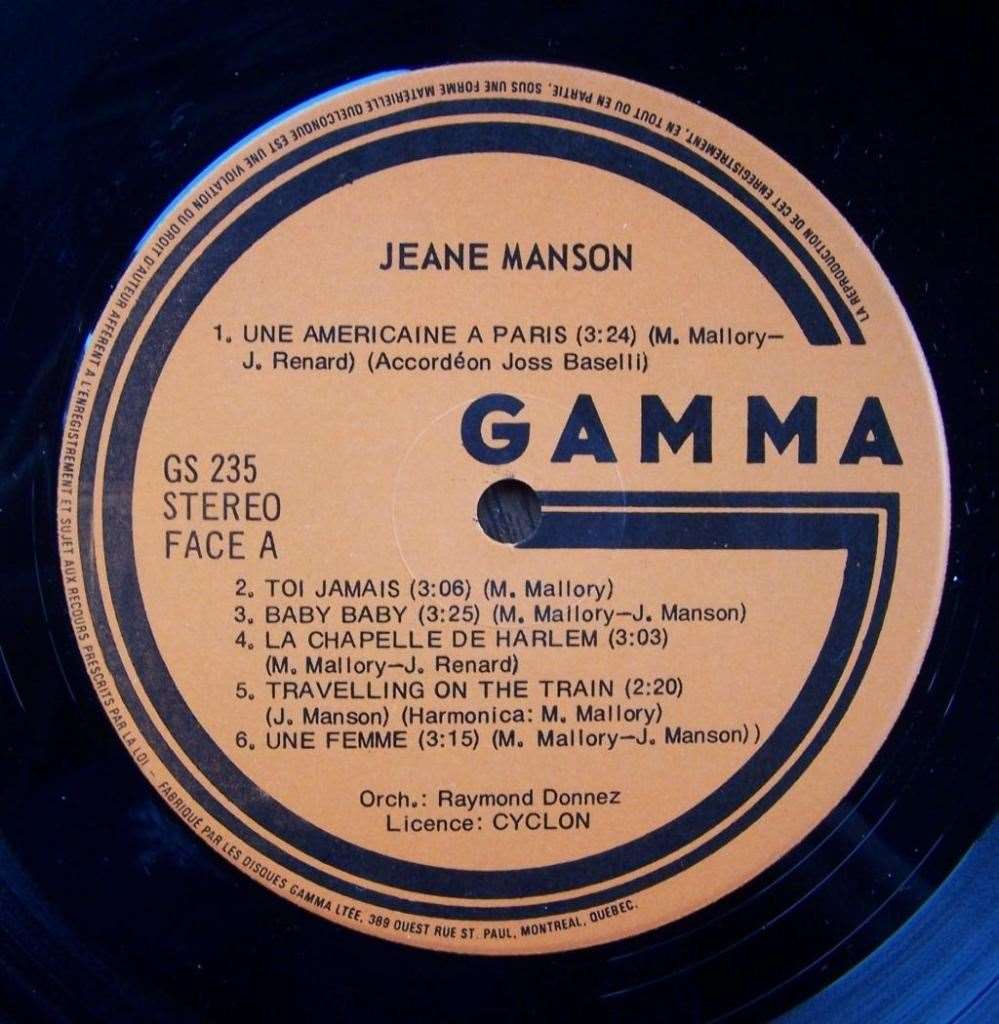 JEANE MANSON
1. UNE AMERICAINE A PARIS (3:24) (M. Mallory—
J. Renard) (Accordéon Joss Baselli)
GAMMA
GS 235
STEREO
FACE A
2. TOI JAMAIS (3:06) (M. Mallory)
3. BABY BABY (3:25) (M. Mallory—J. Manson)
4. LA CHAPELLE DE HARLEM (3:03)
(M. Mallory—J. Renard)
5. TRAVELLING ON THE TRAIN (2:20)
(J. Manson) (Harmonica: M. Mallory)
6. UNE FEMME (3:15) (M. Mallory—J. Manson))
Orch.: Raymond Donnez
Licence: CYCLON
LA REPRODUCTION DE CET ENREGISTREMENT, EN TOUT OU EN PARTIE, SOUS UNE FORME MATÉRIELLE QUELCONQUE EST UNE VIOLATION DU DROIT D'AUTEUR AFFÉRENT A L'ENREGISTREMENT ET SUJET AUX RECOURS PRESCRITS PAR LA LOI – FABRIQUÉ PAR LES DISQUES GAMMA LTÉE, 389 OUEST RUE ST. PAUL, MONTREAL, QUEBEC.